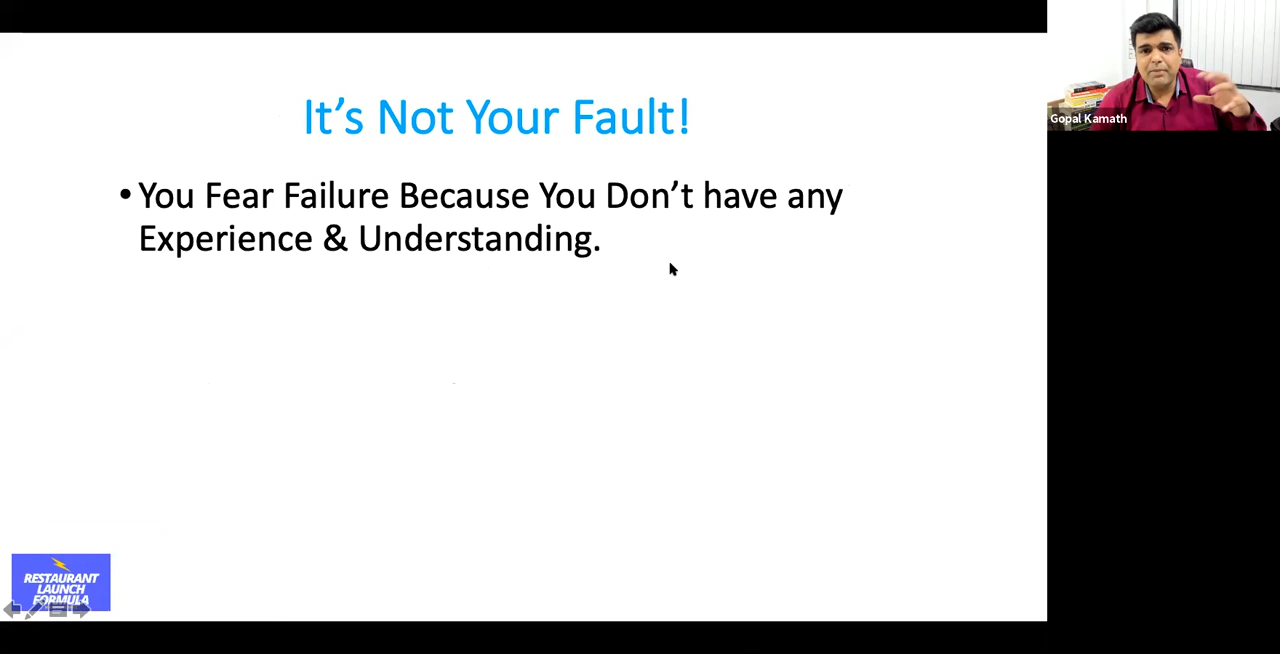 It's Not Your Fault!
• You Fear Failure Because You Don't have any
Experience & Understanding.
Gopal Kamath
RESTAURANT
LAUNCH
FORMULA